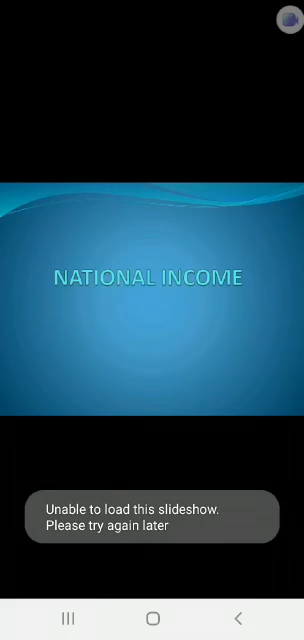 NATIONAL INCOME
Unable to load this slideshow.
Please try again later